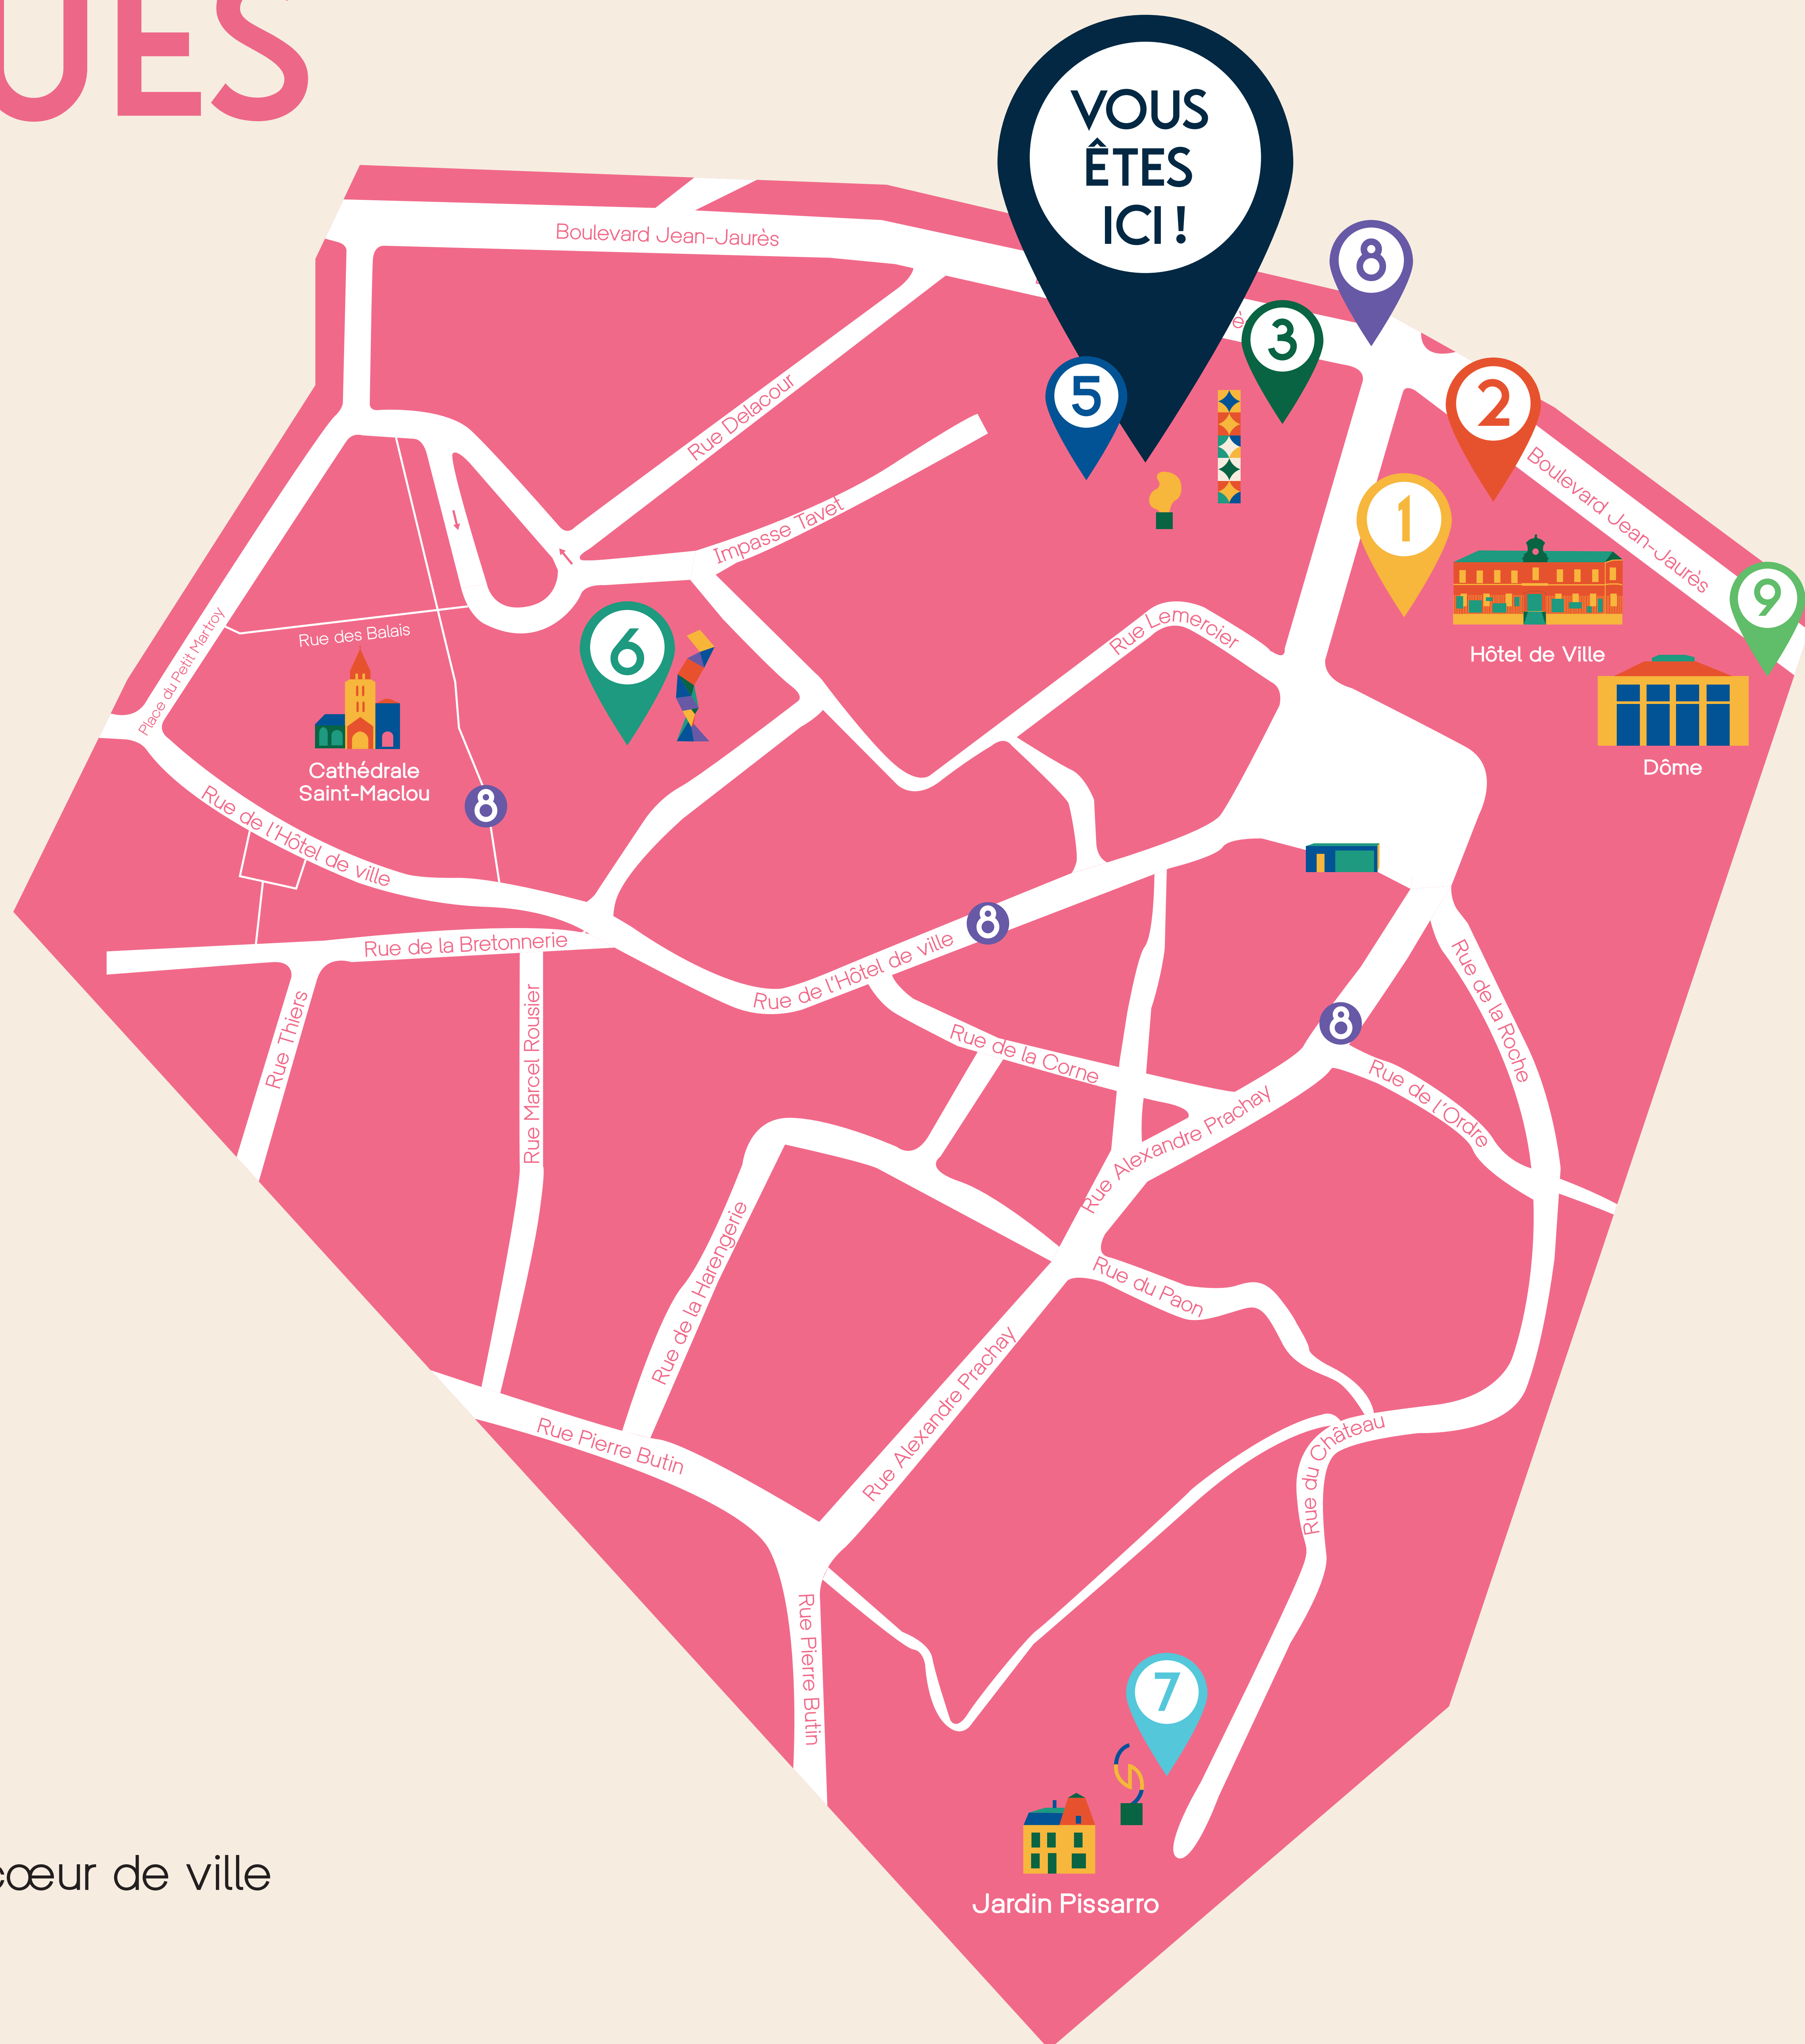 UES
VOUS
ÊTES
ICI !
Boulevard Jean-Jaurès
8
é
3
5
2
Rue Delacour
Boulevard Jean-Jaurès
1
Impasse Tavet
9
Hôtel de Ville
Rue Lemercier
6
Rue des Balais
Place du Petit Martroy
Dôme
Cathédrale
Saint-Maclou
8
Rue de l'Hôtel de ville
8
Rue de la Bretonnerie
Rue de l'Hôtel de ville
Rue de la Roche
8
Rue Thiers
Rue Marcel Rousier
Rue de la Corne
Rue de l'Ordre
Rue Alexandre Prachay
Rue de la Harengerie
Rue du Paon
Rue Alexandre Prachay
Rue Pierre Butin
Rue du Château
Rue Pierre Butin
7
cœur de ville
Jardin Pissarro